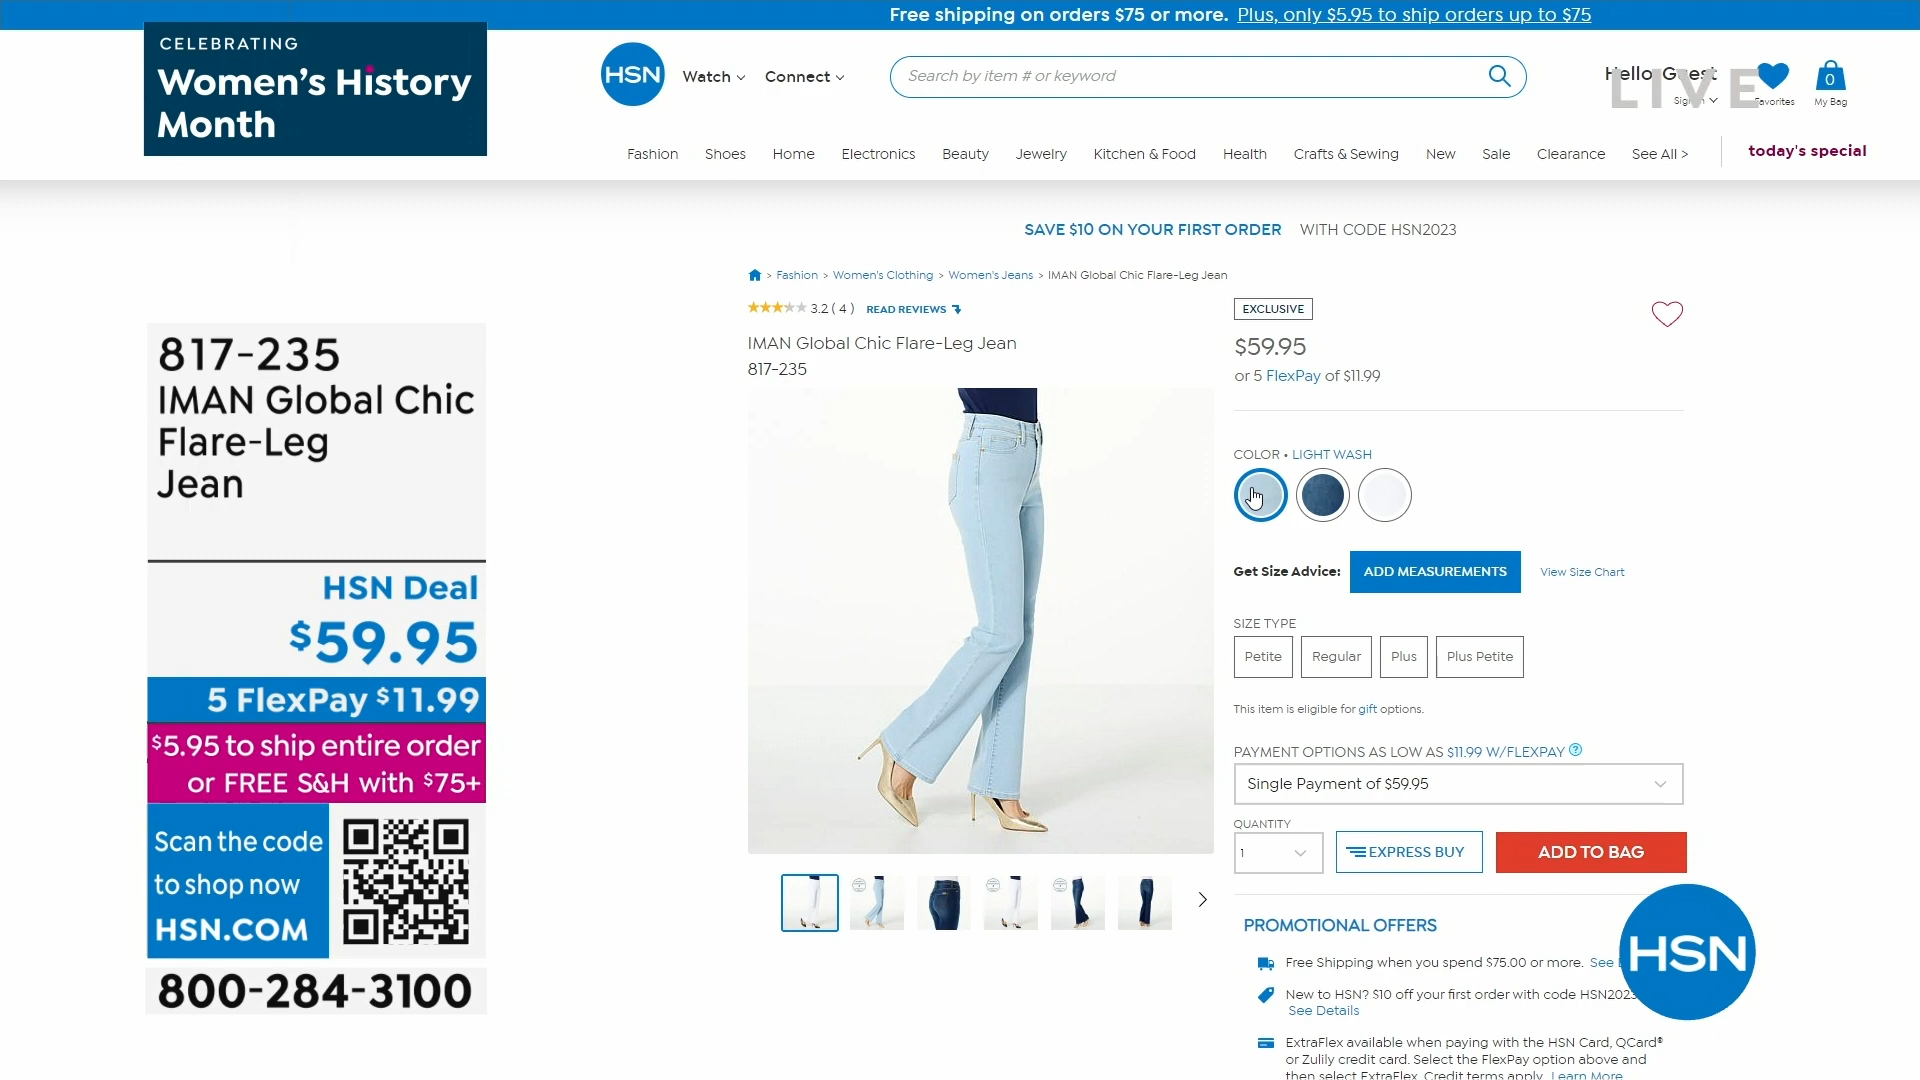 Free shipping on orders $75 or more. Plus, only $5.95 to ship orders up to $75
CELEBRATING
Women's History
Month
HSN
Watch
Connect
Search by item # or keyword
Hello Guest
LIVE
Favorites
0
My Bag
Fashion
Shoes
Home
Electronics
Beauty
Jewelry
Kitchen & Food
Health
Crafts & Sewing
New
Sale
Clearance
See All >
today's special
SAVE $10 ON YOUR FIRST ORDER WITH CODE HSN2023
> Fashion > Women's Clothing > Women's Jeans > IMAN Global Chic Flare-Leg Jean
3.2 ( 4 ) READ REVIEWS
IMAN Global Chic Flare-Leg Jean
817-235
EXCLUSIVE
$59.95
or 5 FlexPay of $11.99
COLOR • LIGHT WASH
Get Size Advice: ADD MEASUREMENTS View Size Chart
SIZE TYPE
Petite
Regular
Plus
Plus Petite
This item is eligible for gift options.
PAYMENT OPTIONS AS LOW AS $11.99 W/FLEXPAY ?
Single Payment of $59.95
QUANTITY
1
EXPRESS BUY
ADD TO BAG
PROMOTIONAL OFFERS
Free Shipping when you spend $75.00 or more. See
New to HSN? $10 off your first order with code HSN2023
See Details
ExtraFlex available when paying with the HSN Card, QCard®
or Zulily credit card. Select the FlexPay option above and
then select ExtraFlex. Credit terms apply. Learn More
HSN
817-235
IMAN Global Chic
Flare-Leg
Jean
HSN Deal
$59.95
5 FlexPay $11.99
$5.95 to ship entire order
or FREE S&H with $75+
Scan the code
to shop now
HSN.COM
800-284-3100